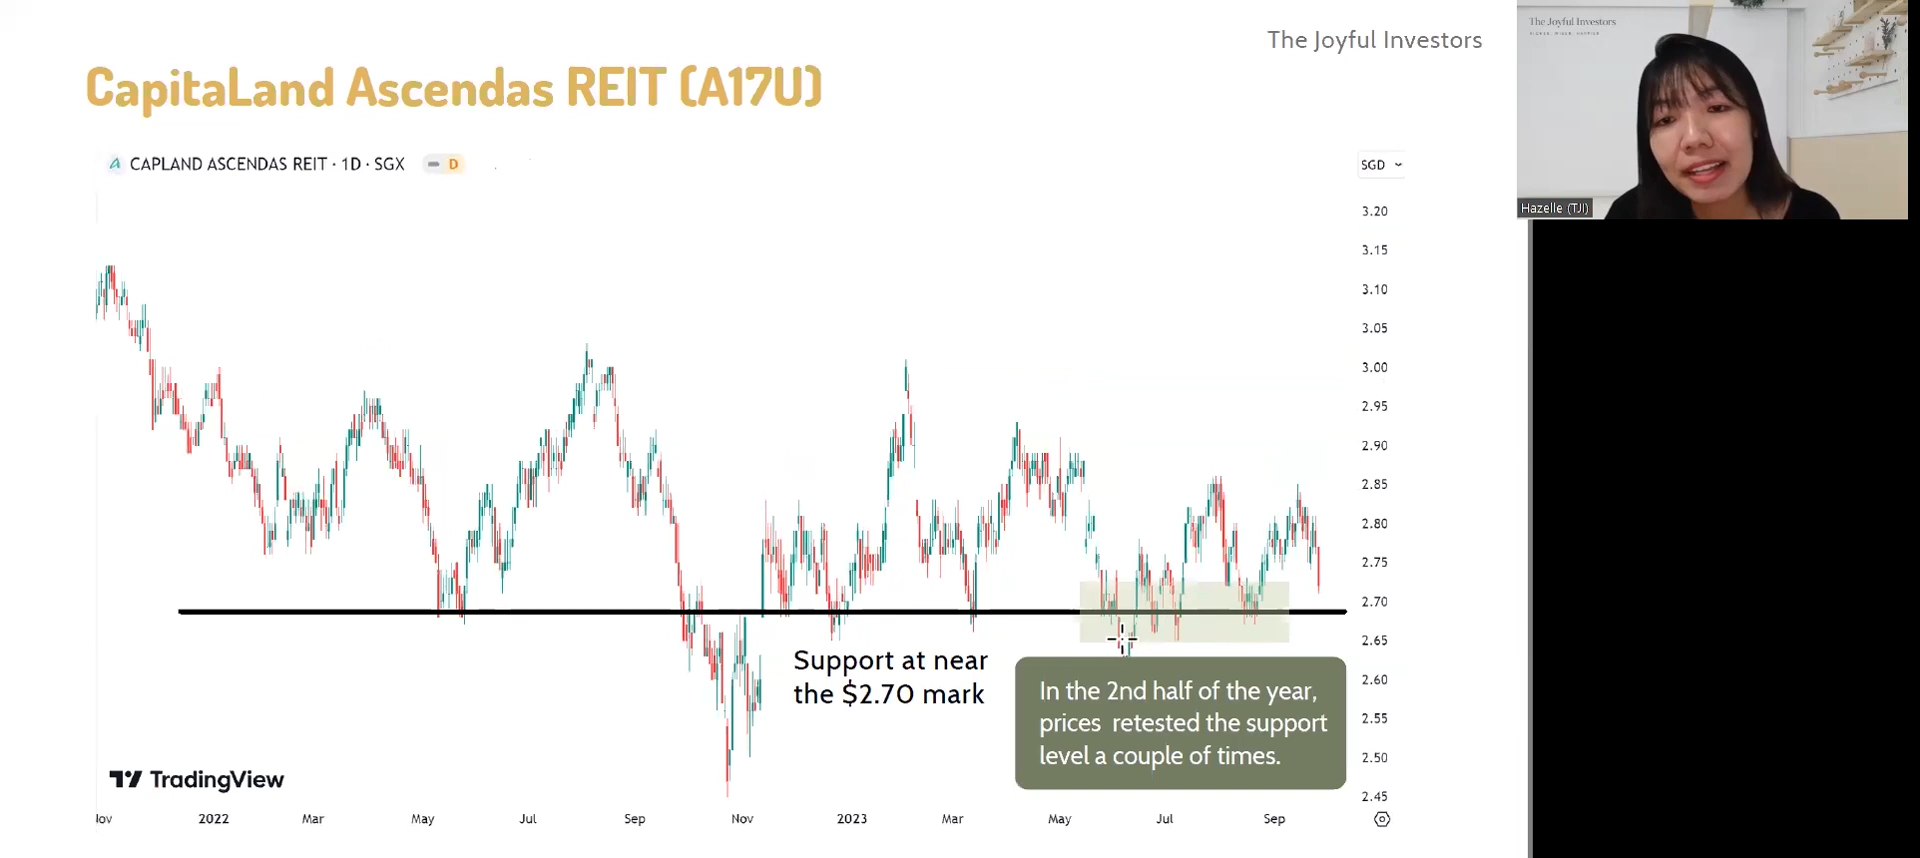 The Joyful Investors
CapitaLand Ascendas REIT (A17U)
The Joyful Investors
Hazelle (TJI)
CAPLAND ASCENDAS REIT · 1D · SGX
D
SGD
3.20
3.15
3.10
3.05
3.00
2.95
2.90
2.85
2.80
2.75
2.70
2.65
2.60
2.55
2.50
2.45
Support at near
the $2.70 mark
In the 2nd half of the year,
prices retested the support
level a couple of times.
TradingView
2022
Mar
May
Jul
Sep
Nov
2023
Mar
May
Jul
Sep